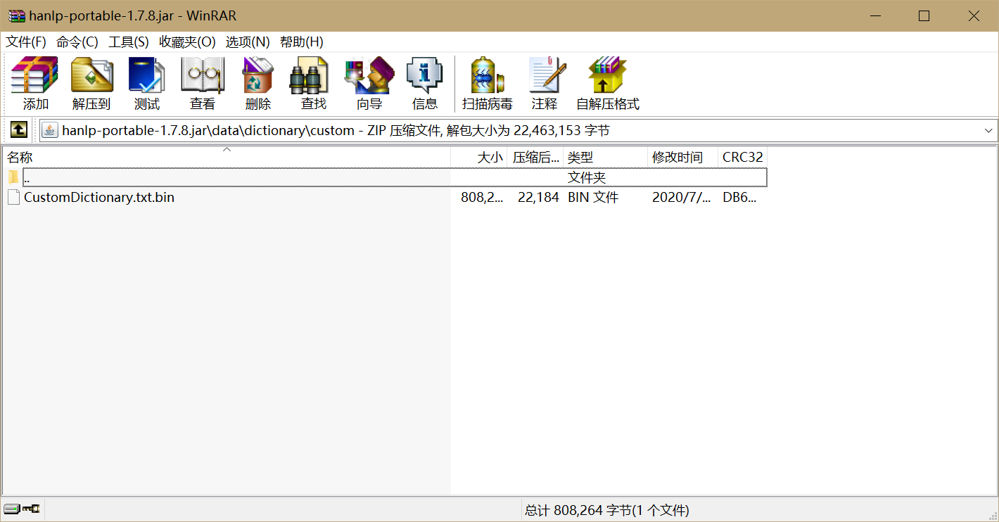 hanlp-portable-1.7.8.jar - WinRAR
文件(F) 命令(C) 工具(S) 收藏夹(O) 选项(N) 帮助(H)
添加 解压到 测试 查看 删除 查找 向导 信息 扫描病毒 注释 自解压格式
hanlp-portable-1.7.8.jar\data\dictionary\custom - ZIP 压缩文件, 解包大小为 22,463,153 字节
名称 大小 压缩后... 类型 修改时间 CRC32
.. 文件夹
CustomDictionary.txt.bin 808,2... 22,184 BIN 文件 2020/7/... DB6...
总计 808,264 字节(1 个文件)